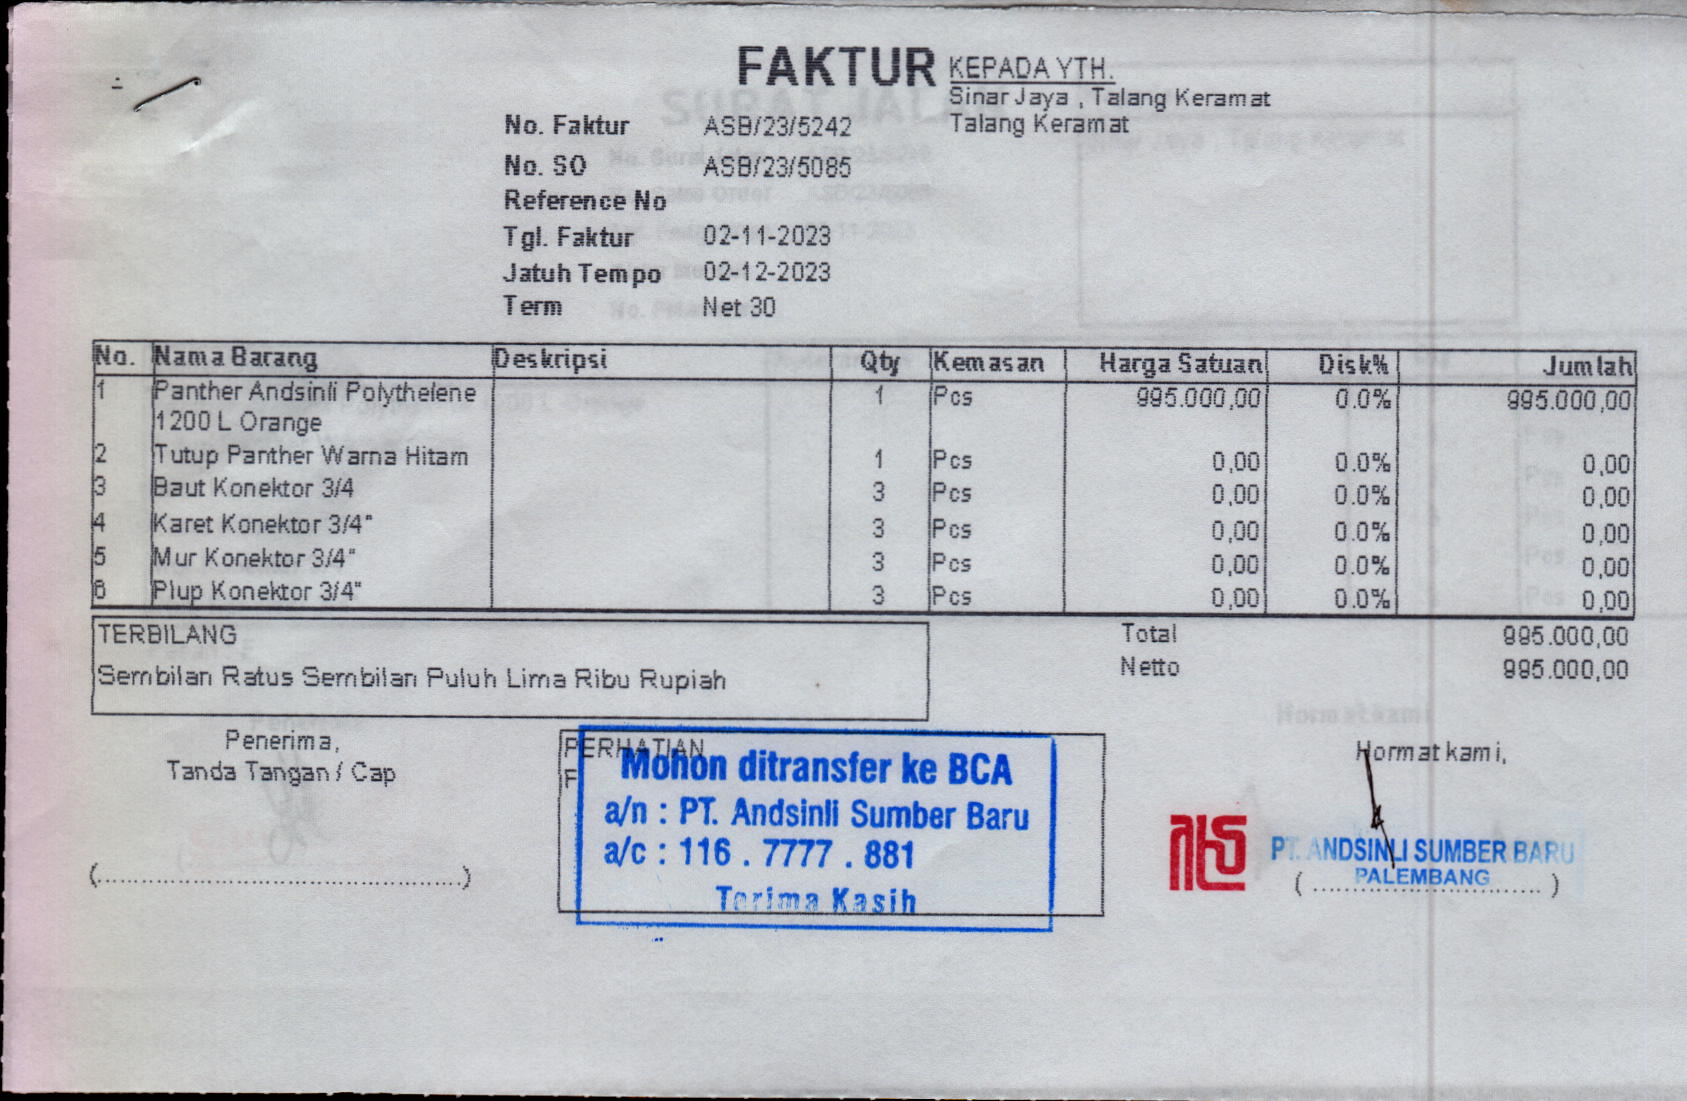 FAKTUR
KEPADA YTH.
Sinar Jaya , Talang Keramat
Talang Keramat
No. Faktur ASB/23/5242
No. SO ASB/23/5085
Reference No
Tgl. Faktur 02-11-2023
Jatuh Tempo 02-12-2023
Term Net 30
No. Nama Barang Deskripsi Qty Kemasan Harga Satuan Disk% Jumlah
1 Panther Andsinli Polythelene 1 Pcs 995.000,00 0.0% 995.000,00
1200 L Orange
2 Tutup Panther Warna Hitam 1 Pcs 0,00 0.0% 0,00
3 Baut Konektor 3/4 3 Pcs 0,00 0.0% 0,00
4 Karet Konektor 3/4" 3 Pcs 0,00 0.0% 0,00
5 Mur Konektor 3/4" 3 Pcs 0,00 0.0% 0,00
6 Plup Konektor 3/4" 3 Pcs 0,00 0.0% 0,00
TERBILANG
Sembilan Ratus Sembilan Puluh Lima Ribu Rupiah
Total 995.000,00
Netto 995.000,00
Penerima,
Tanda Tangan / Cap
(............................................)
PERHATIAN
Mohon ditransfer ke BCA
a/n : PT. Andsinli Sumber Baru
a/c : 116 . 7777 . 881
Terima Kasih
Hormat kami,
PT. ANDSINLI SUMBER BARU
PALEMBANG
( ............................ )